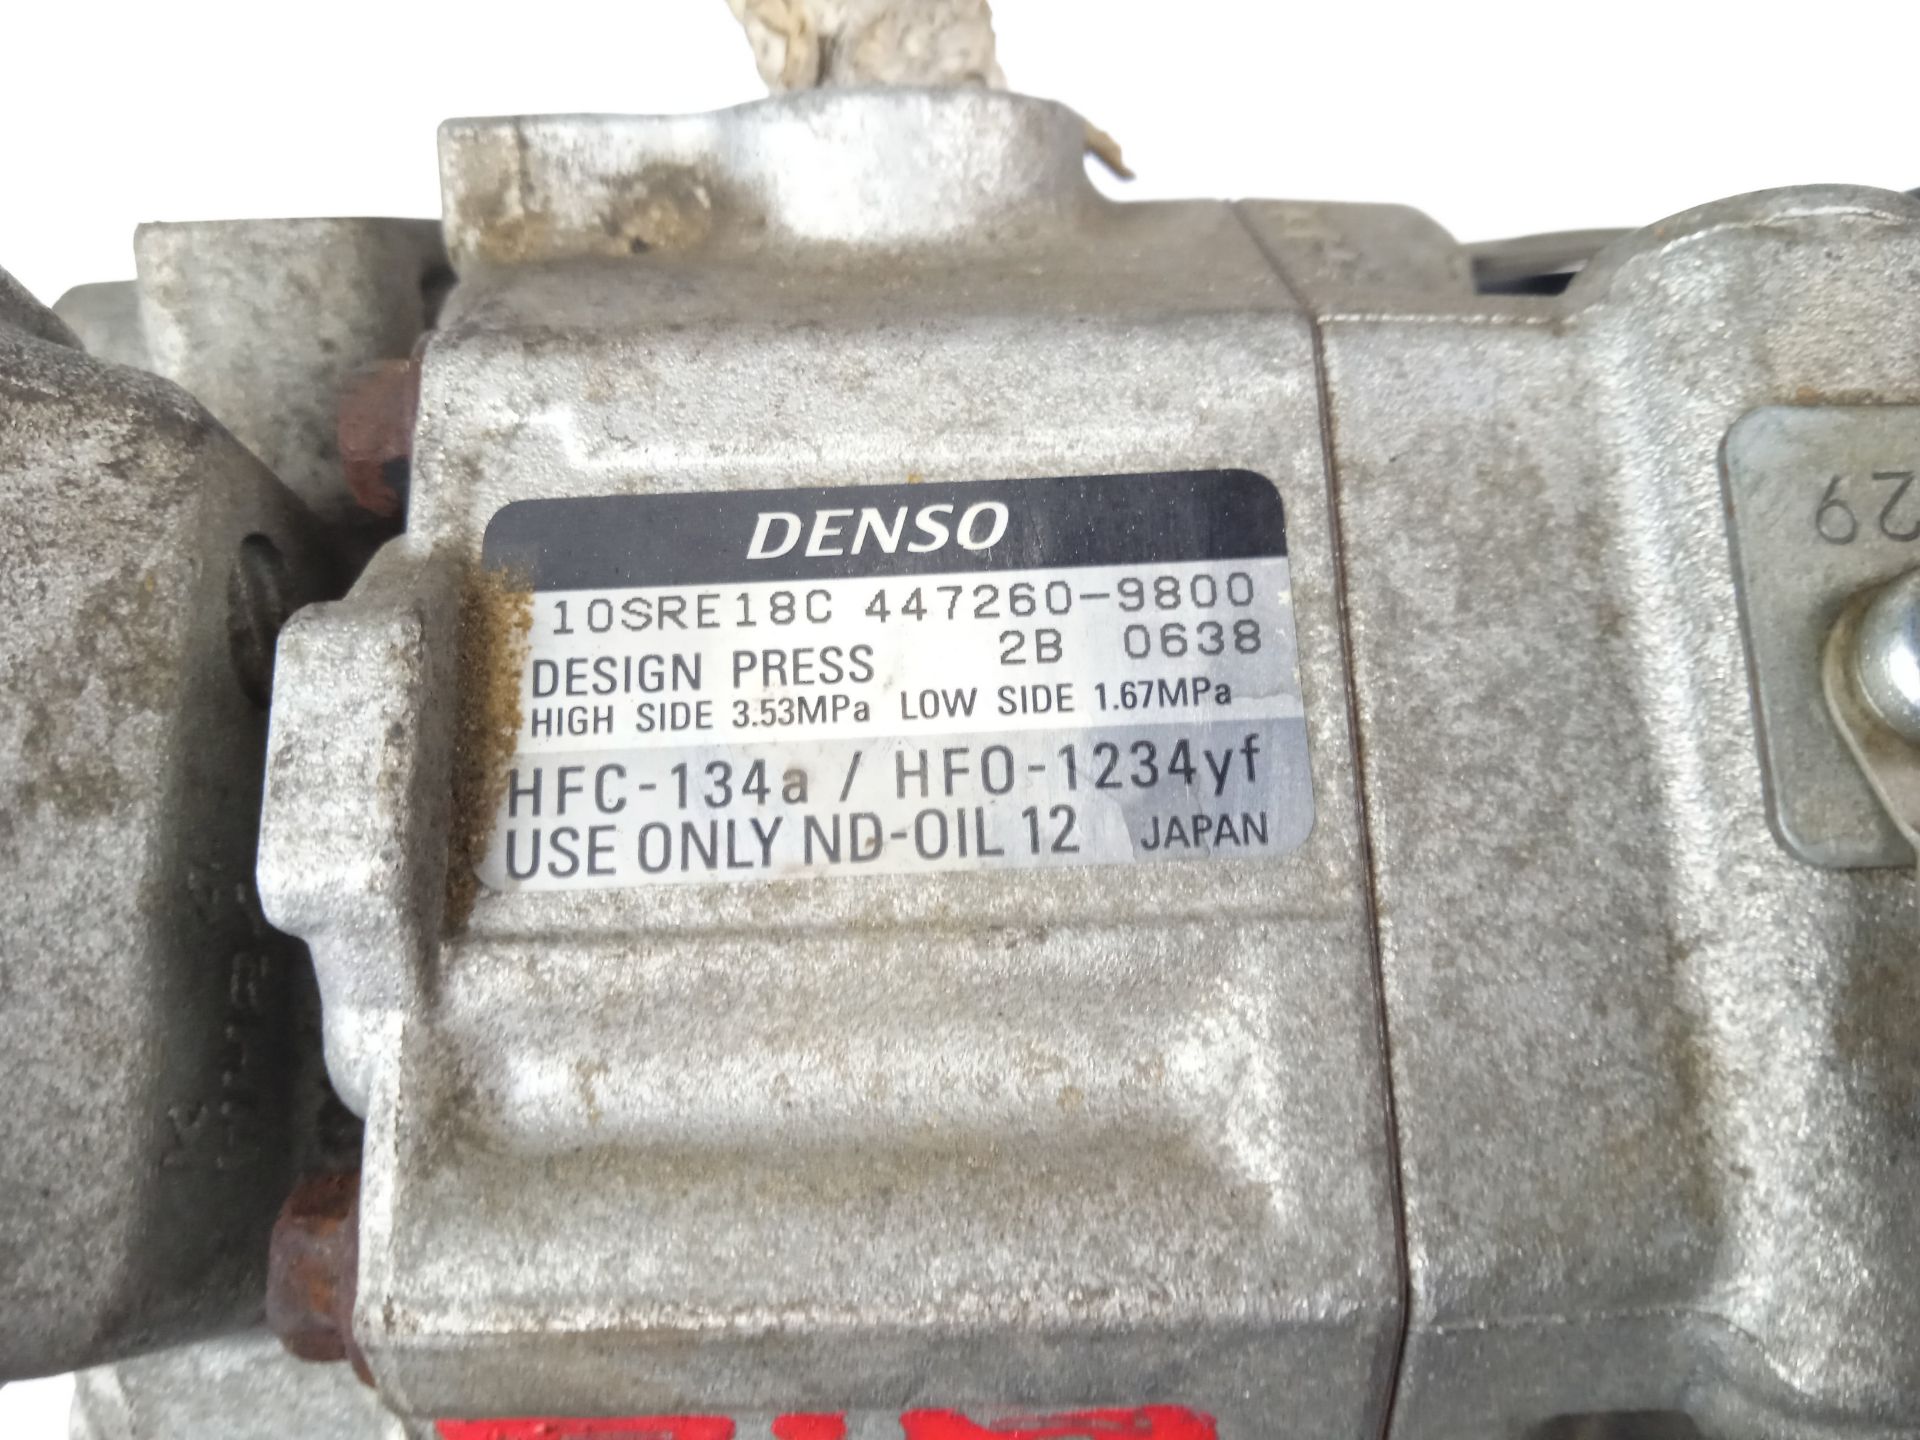 DENSO
10SRE18C 447260-9800
2B 0638
DESIGN PRESS
HIGH SIDE 3.53MPa LOW SIDE 1.67MPa
HFC-134a / HFO-1234yf
USE ONLY ND-OIL 12 JAPAN
29